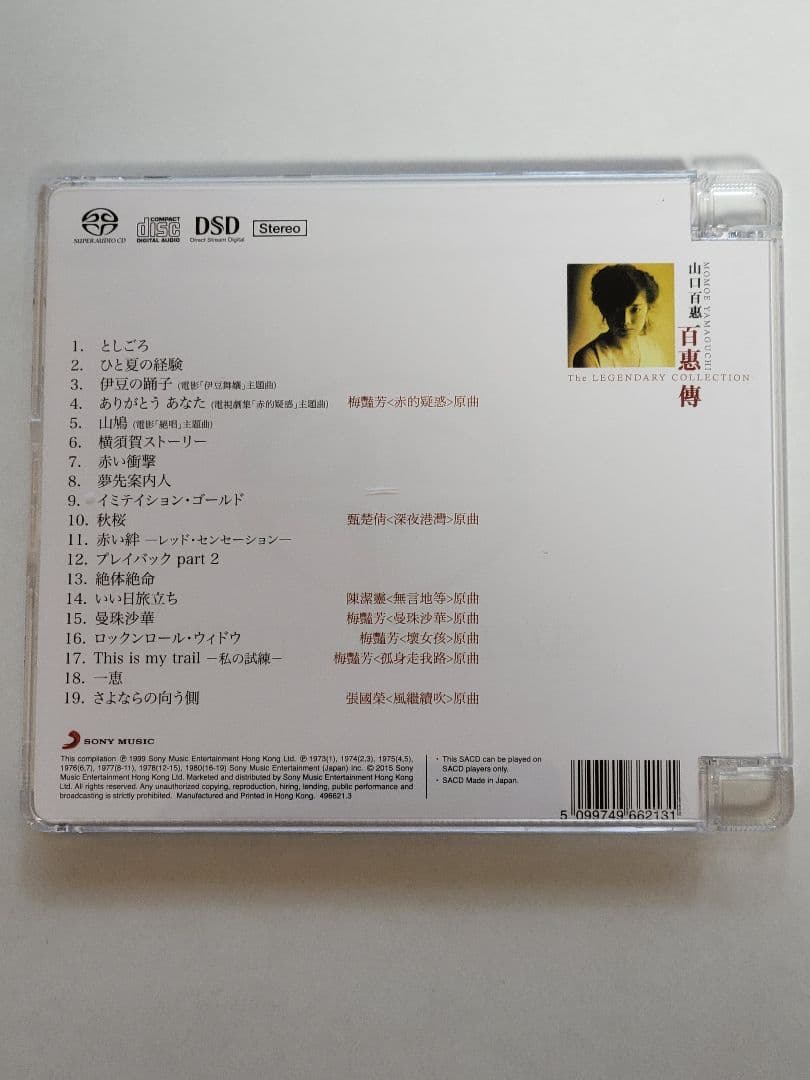 SUPER AUDIO CD
COMPACT
disc
DIGITAL AUDIO
DSD
Direct Stream Digital
Stereo
山口百惠
MOMOE YAMAGUCHI
百惠傳
The LEGENDARY COLLECTION
1. としごろ
2. ひと夏の経験
3. 伊豆の踊子 (電影「伊豆舞孃」主題曲)
4. ありがとう あなた (電視劇集「赤的疑惑」主題曲) 梅艷芳<赤的疑惑>原曲
5. 山鳩 (電影「絕唱」主題曲)
6. 横須賀ストーリー
7. 赤い衝撃
8. 夢先案内人
9. イミテイション・ゴールド
10. 秋桜 甄楚倩<深夜港灣>原曲
11. 赤い絆 —レッド・センセーション—
12. プレイバック part 2
13. 絶体絶命
14. いい日旅立ち 陳潔靈<無言地等>原曲
15. 曼珠沙華 梅艷芳<曼珠沙華>原曲
16. ロックンロール・ウィドウ 梅艷芳<壞女孩>原曲
17. This is my trail －私の試練－ 梅艷芳<孤身走我路>原曲
18. 一恵
19. さよならの向う側 張國榮<風繼續吹>原曲
SONY MUSIC
This compilation ℗ 1999 Sony Music Entertainment Hong Kong Ltd. ℗ 1973(1), 1974(2,3), 1975(4,5),
1976(6,7), 1977(8-11), 1978(12-15), 1980(16-19) Sony Music Entertainment (Japan) Inc. © 2015 Sony
Music Entertainment Hong Kong Ltd. Marketed and distributed by Sony Music Entertainment Hong Kong
Ltd. All rights reserved. Any unauthorized copying, reproduction, hiring, lending, public performance and
broadcasting is strictly prohibited. Manufactured and Printed in Hong Kong. 496621.3
・This SACD can be played on
SACD players only.
・SACD Made in Japan.
5 099749 662131